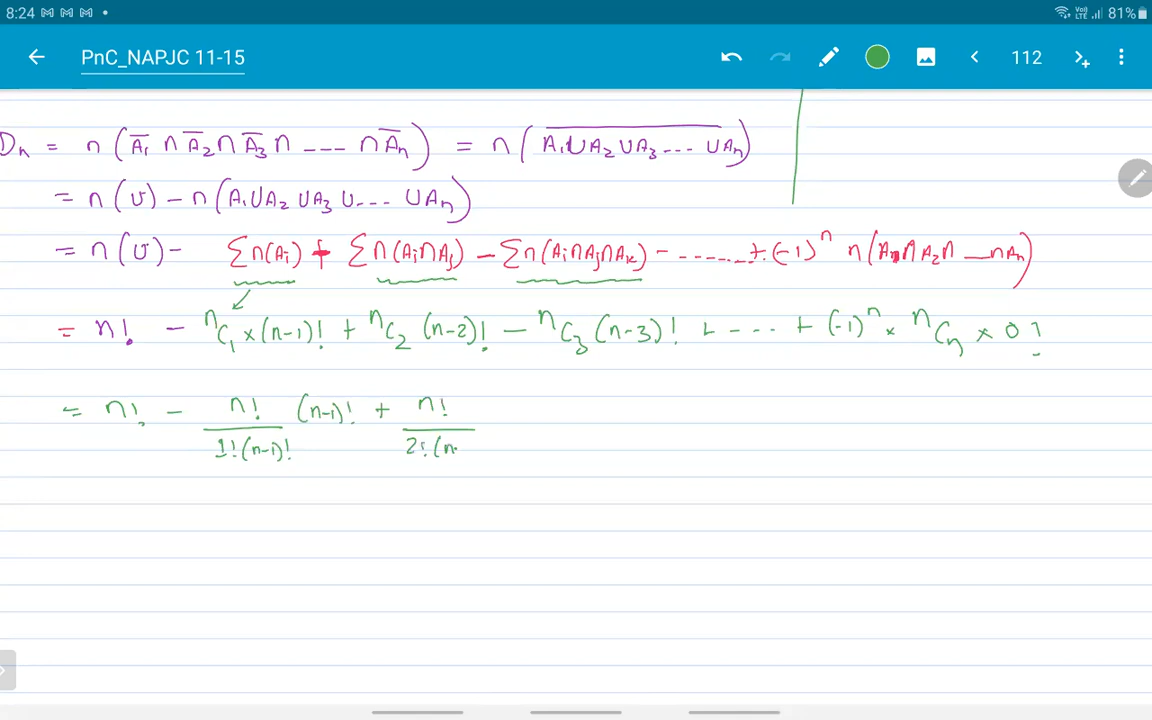 8:24 81%
PnC_NAPJC 11-15 112
Dₙ = n(A̅₁ ∩ A̅₂ ∩ A̅₃ ∩ --- ∩ A̅ₙ) = n(\overline{A₁∪A₂∪A₃... ∪Aₙ})
= n(U) - n(A₁∪A₂∪A₃∪.... ∪Aₙ)
= n(U) - Σn(Aᵢ) + Σn(Aᵢ∩Aⱼ) - Σn(Aᵢ∩Aⱼ∩Aₖ) - ....... + (-1)ⁿ n(A₁∩A₂∩ __∩Aₙ)
= n! - ⁿC₁ × (n-1)! + ⁿC₂ (n-2)! - ⁿC₃ (n-3)! + - ... + (-1)ⁿ × ⁿCₙ × 0!
= n! - n!/1!(n-1)! (n-1)! + n!/2!(n-